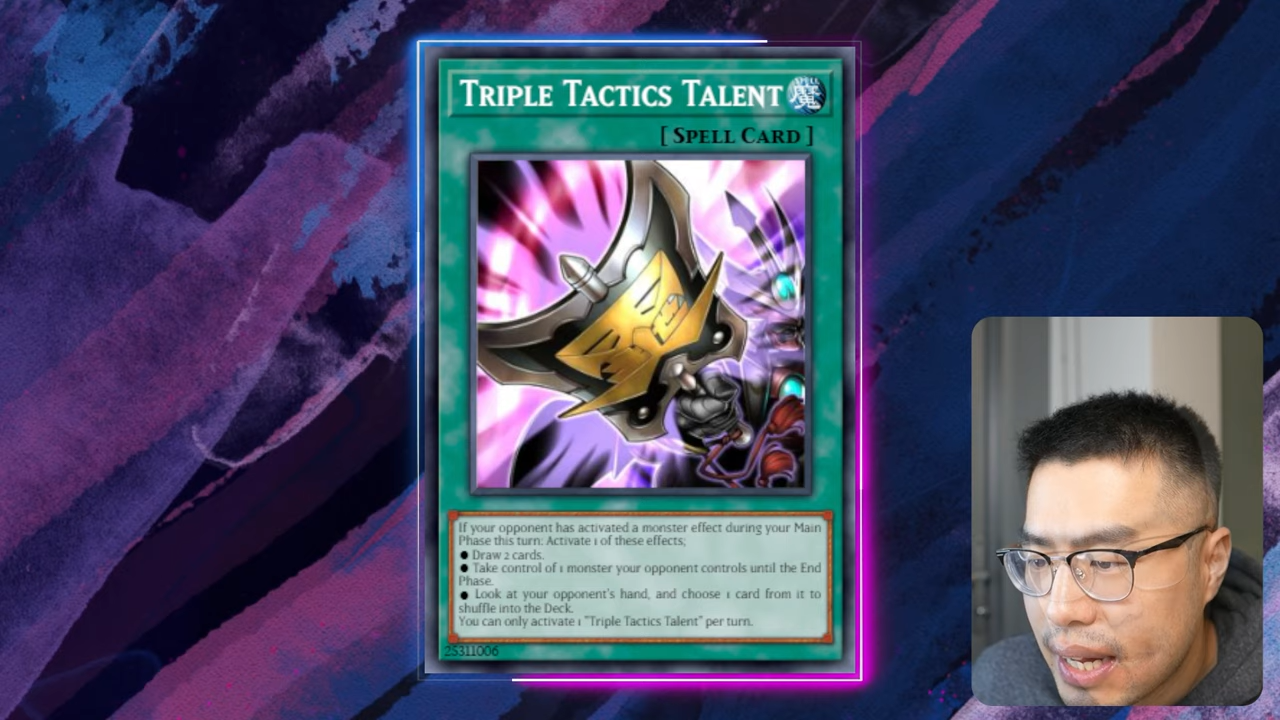 TRIPLE TACTICS TALENT
[ SPELL CARD ]
If your opponent has activated a monster effect during your Main
Phase this turn: Activate 1 of these effects;
● Draw 2 cards.
● Take control of 1 monster your opponent controls until the End
Phase.
● Look at your opponent's hand, and choose 1 card from it to
shuffle into the Deck.
You can only activate 1 "Triple Tactics Talent" per turn.
25311006